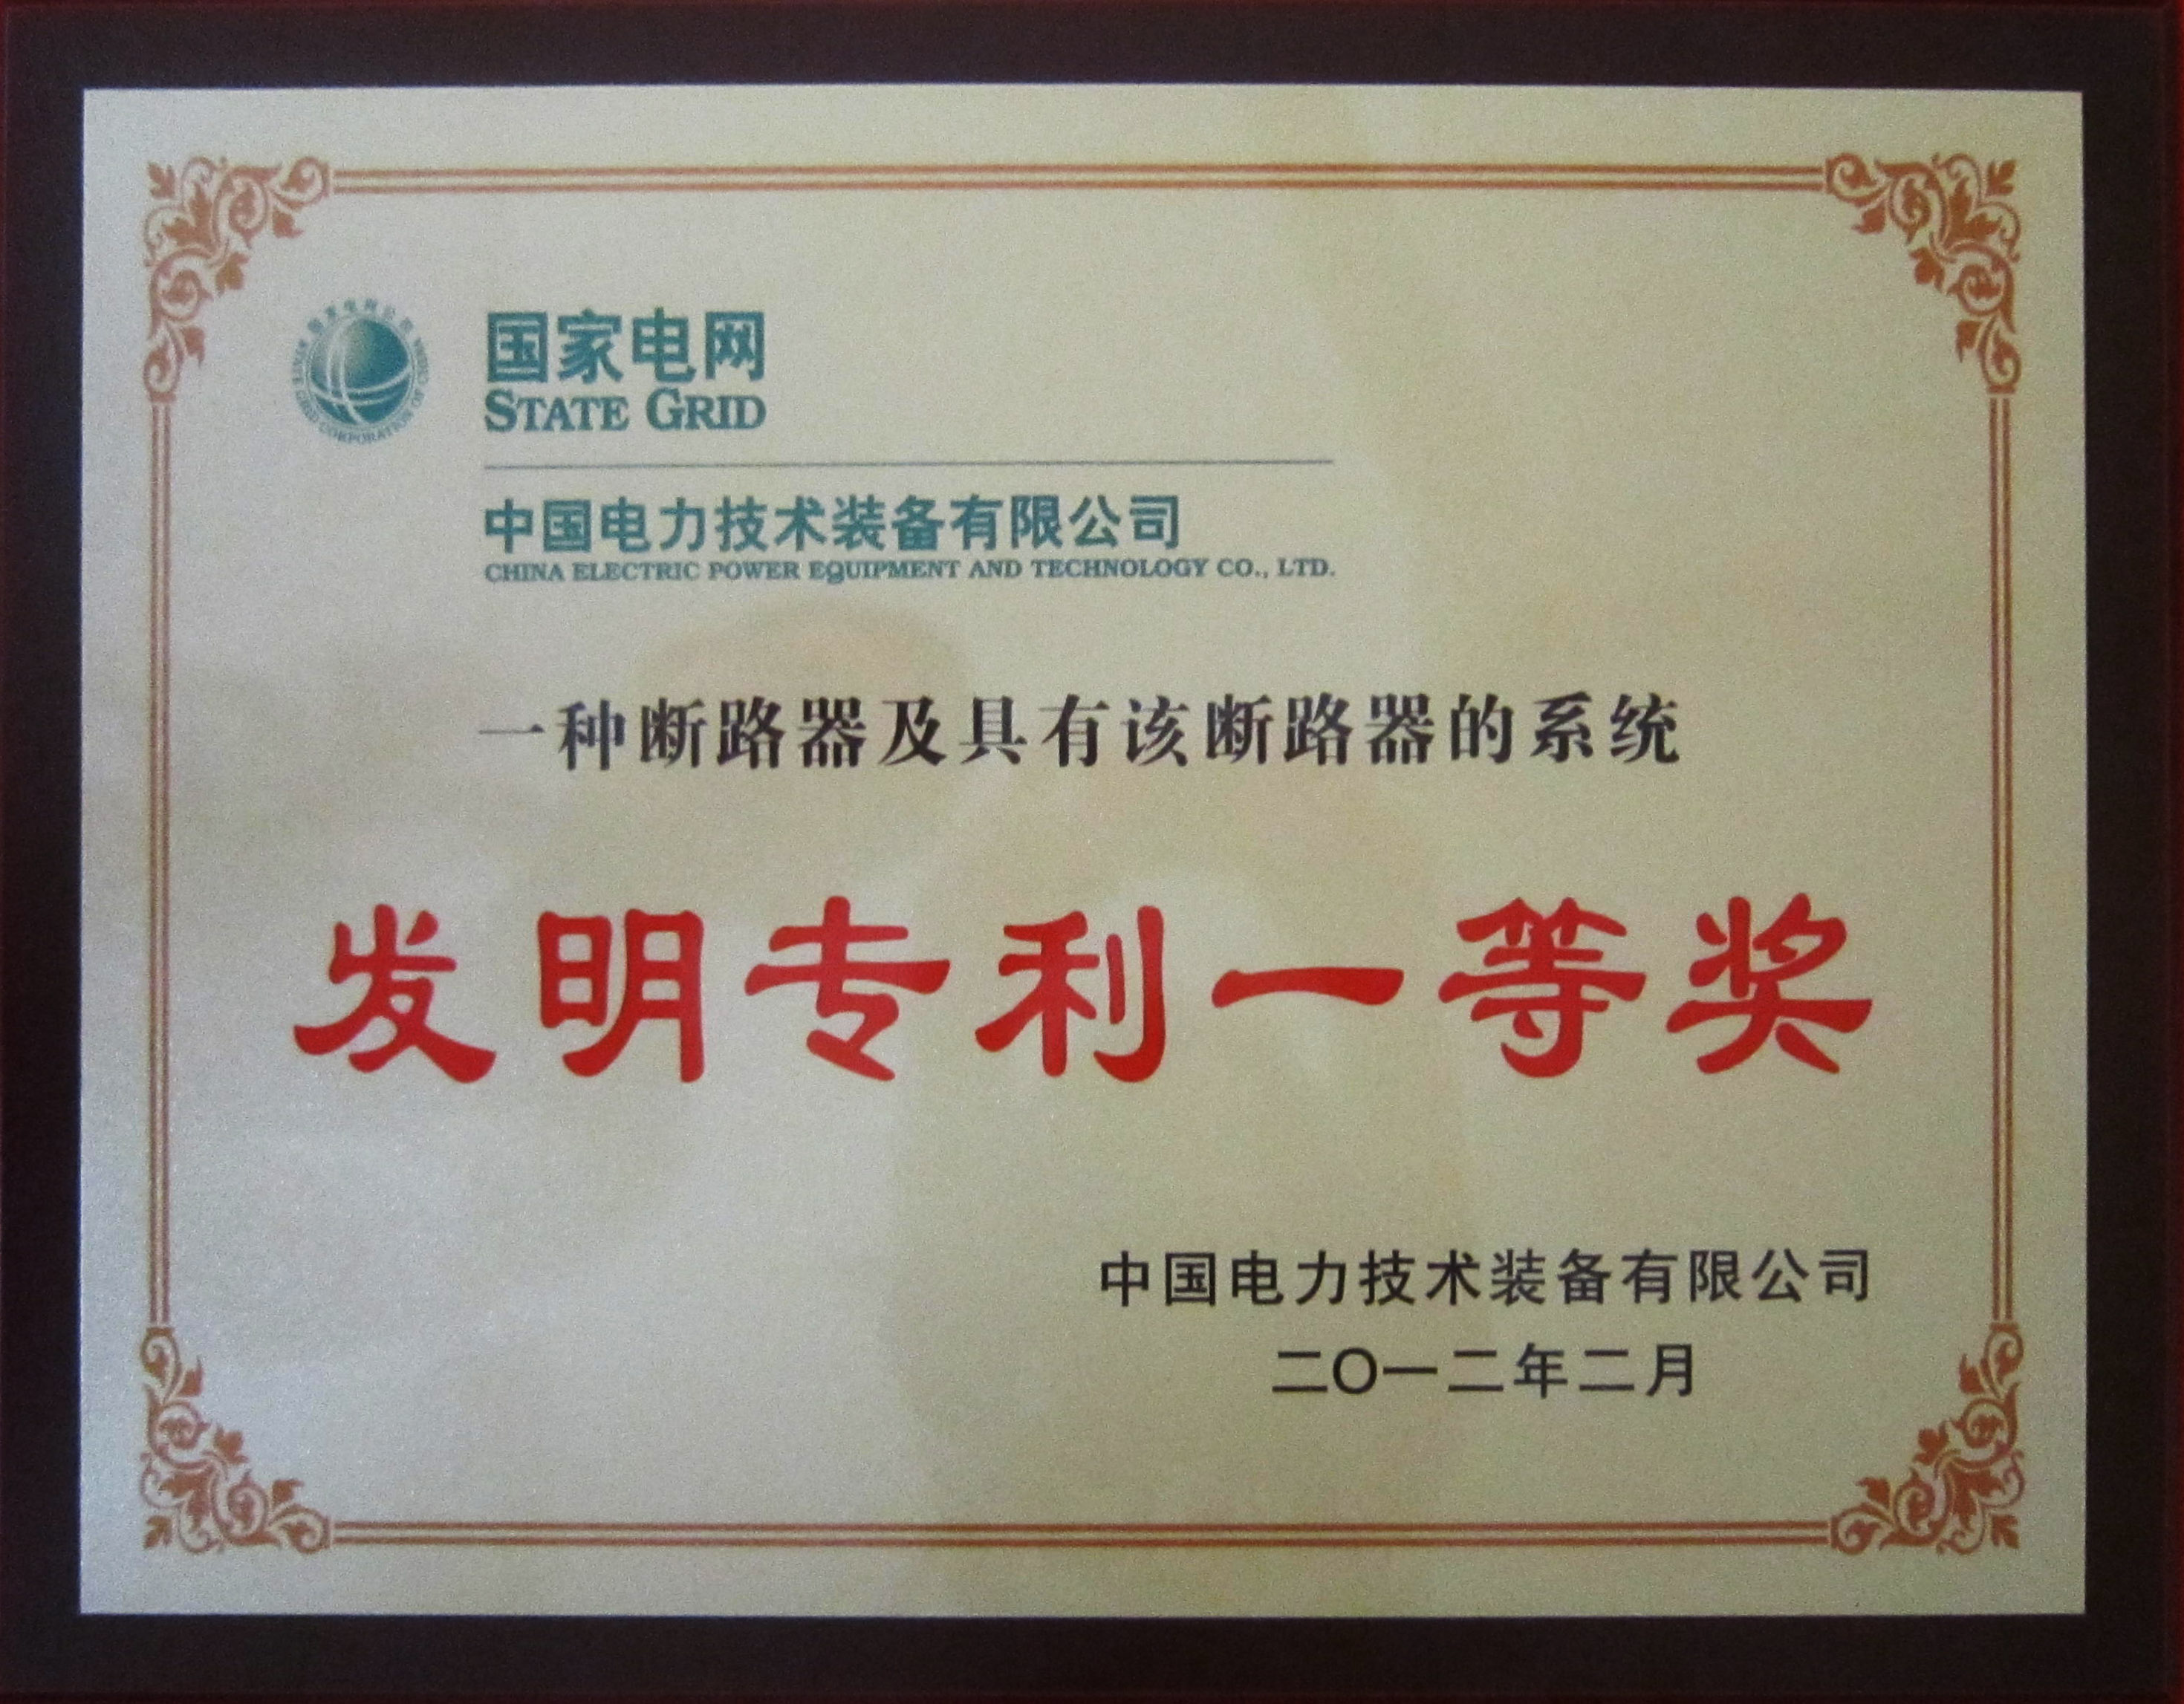 国家电网
STATE GRID
中国电力技术装备有限公司
CHINA ELECTRIC POWER EQUIPMENT AND TECHNOLOGY CO., LTD.
一种断路器及具有该断路器的系统
发明专利一等奖
中国电力技术装备有限公司
二〇一二年二月